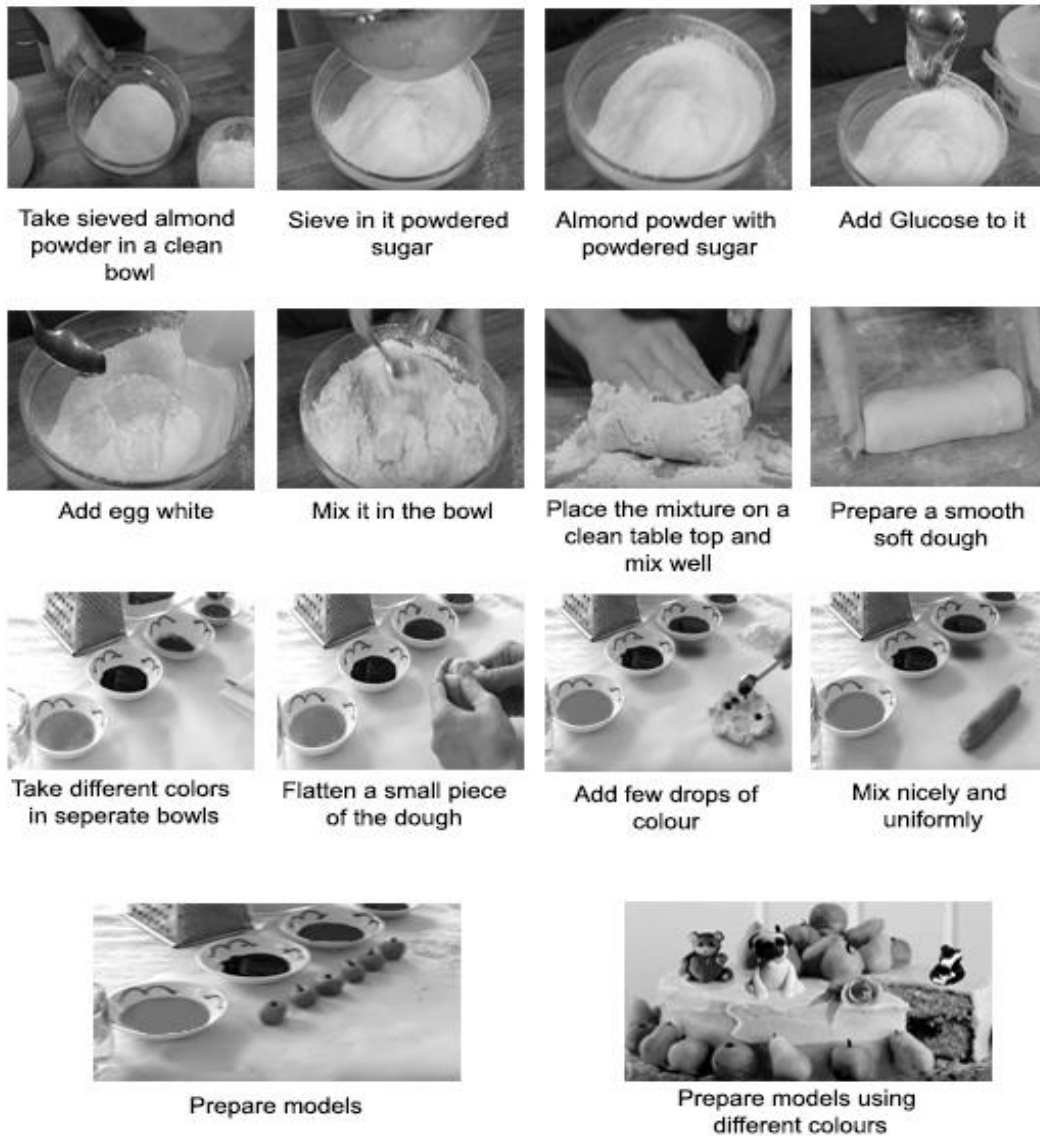 Take sieved almond
powder in a clean
bowl
Sieve in it powdered
sugar
Almond powder with
powdered sugar
Add Glucose to it
Add egg white
Mix it in the bowl
Place the mixture on a
clean table top and
mix well
Prepare a smooth
soft dough
Take different colors
in seperate bowls
Flatten a small piece
of the dough
Add few drops of
colour
Mix nicely and
uniformly
Prepare models
Prepare models using
different colours